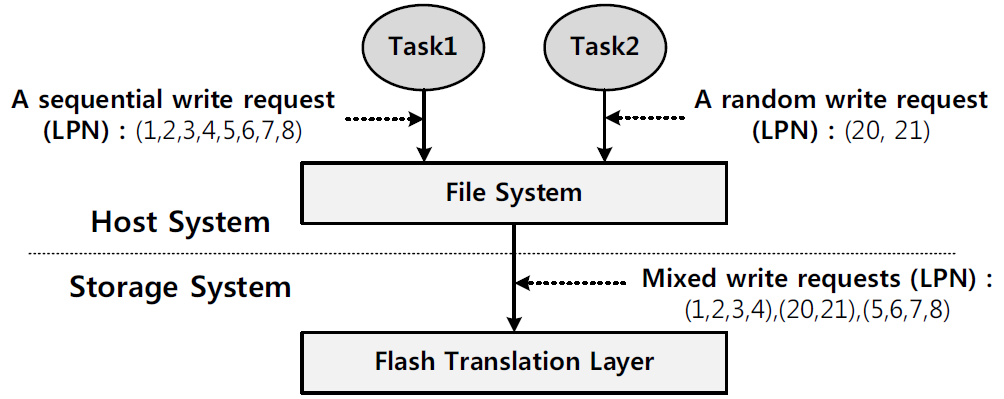 Task1
Task2
A sequential write request
(LPN) : (1,2,3,4,5,6,7,8)
A random write request
(LPN) : (20, 21)
File System
Host System
Storage System
Mixed write requests (LPN) :
(1,2,3,4),(20,21),(5,6,7,8)
Flash Translation Layer